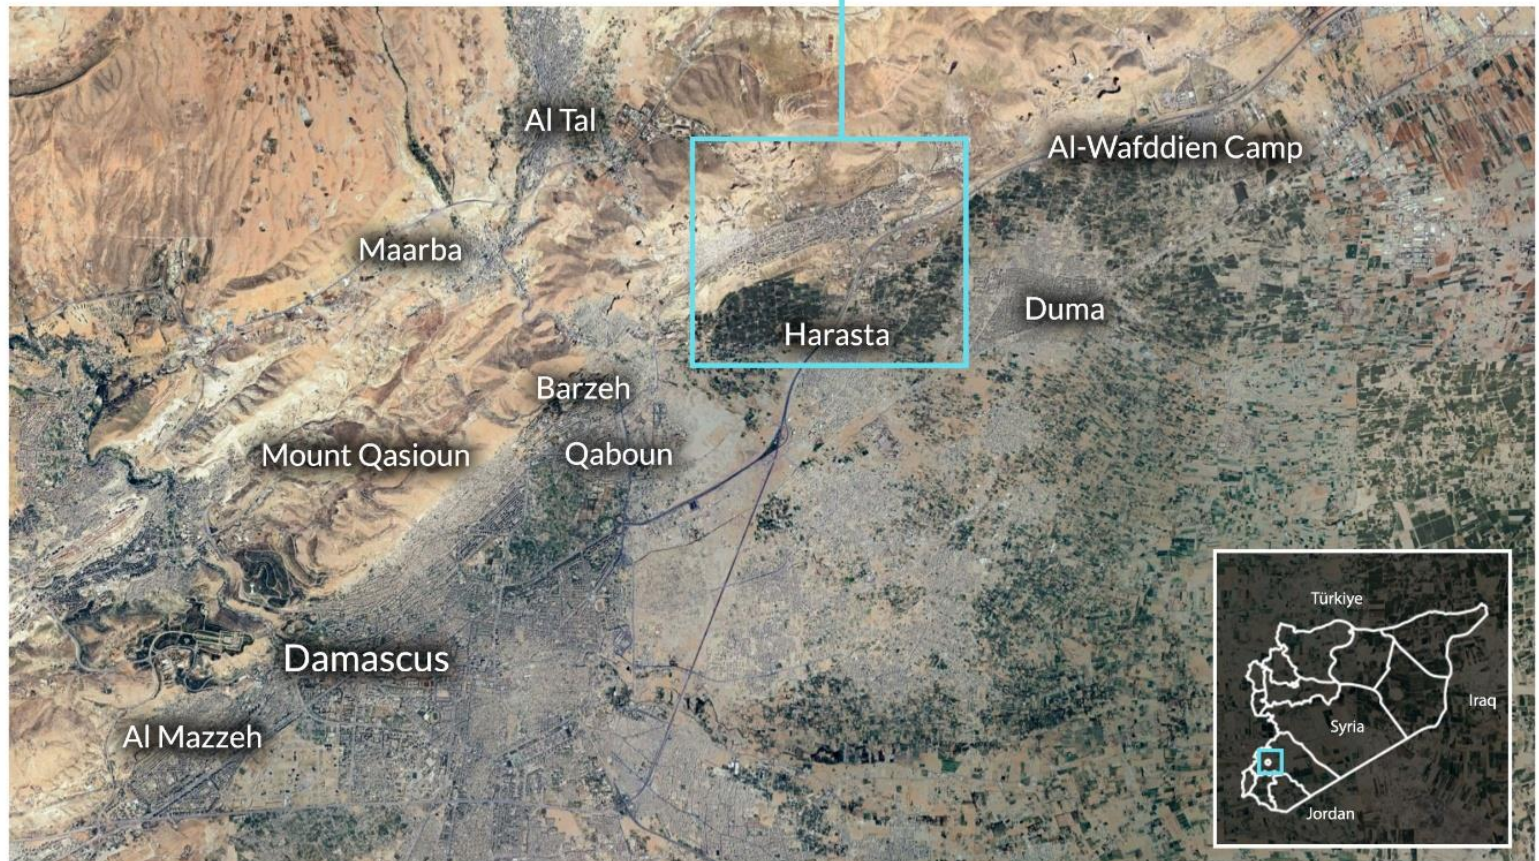 Al Tal
Al-Wafddien Camp
Maarba
Duma
Harasta
Barzeh
Mount Qasioun
Qaboun
Damascus
Al Mazzeh
Türkiye
Iraq
Syria
Jordan